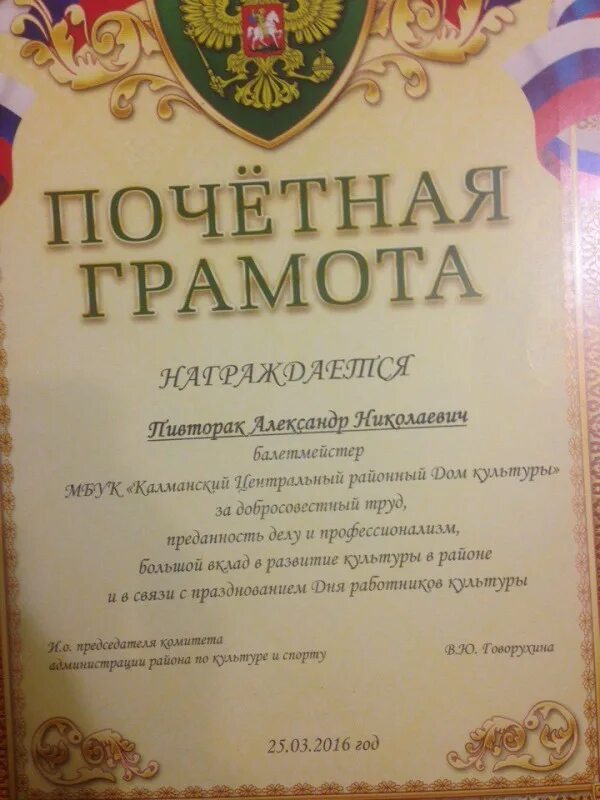 ПОЧЁТНАЯ
ГРАМОТА
НАГРАЖДАЕТСЯ
Пивторак Александр Николаевич
балетмейстер
МБУК «Калманский Центральный районный Дом культуры»
за добросовестный труд,
преданность делу и профессионализм,
большой вклад в развитие культуры в районе
и в связи с празднованием Дня работников культуры
И.о. председателя комитета
администрации района по культуре и спорту
В.Ю. Говорухина
25.03.2016 год